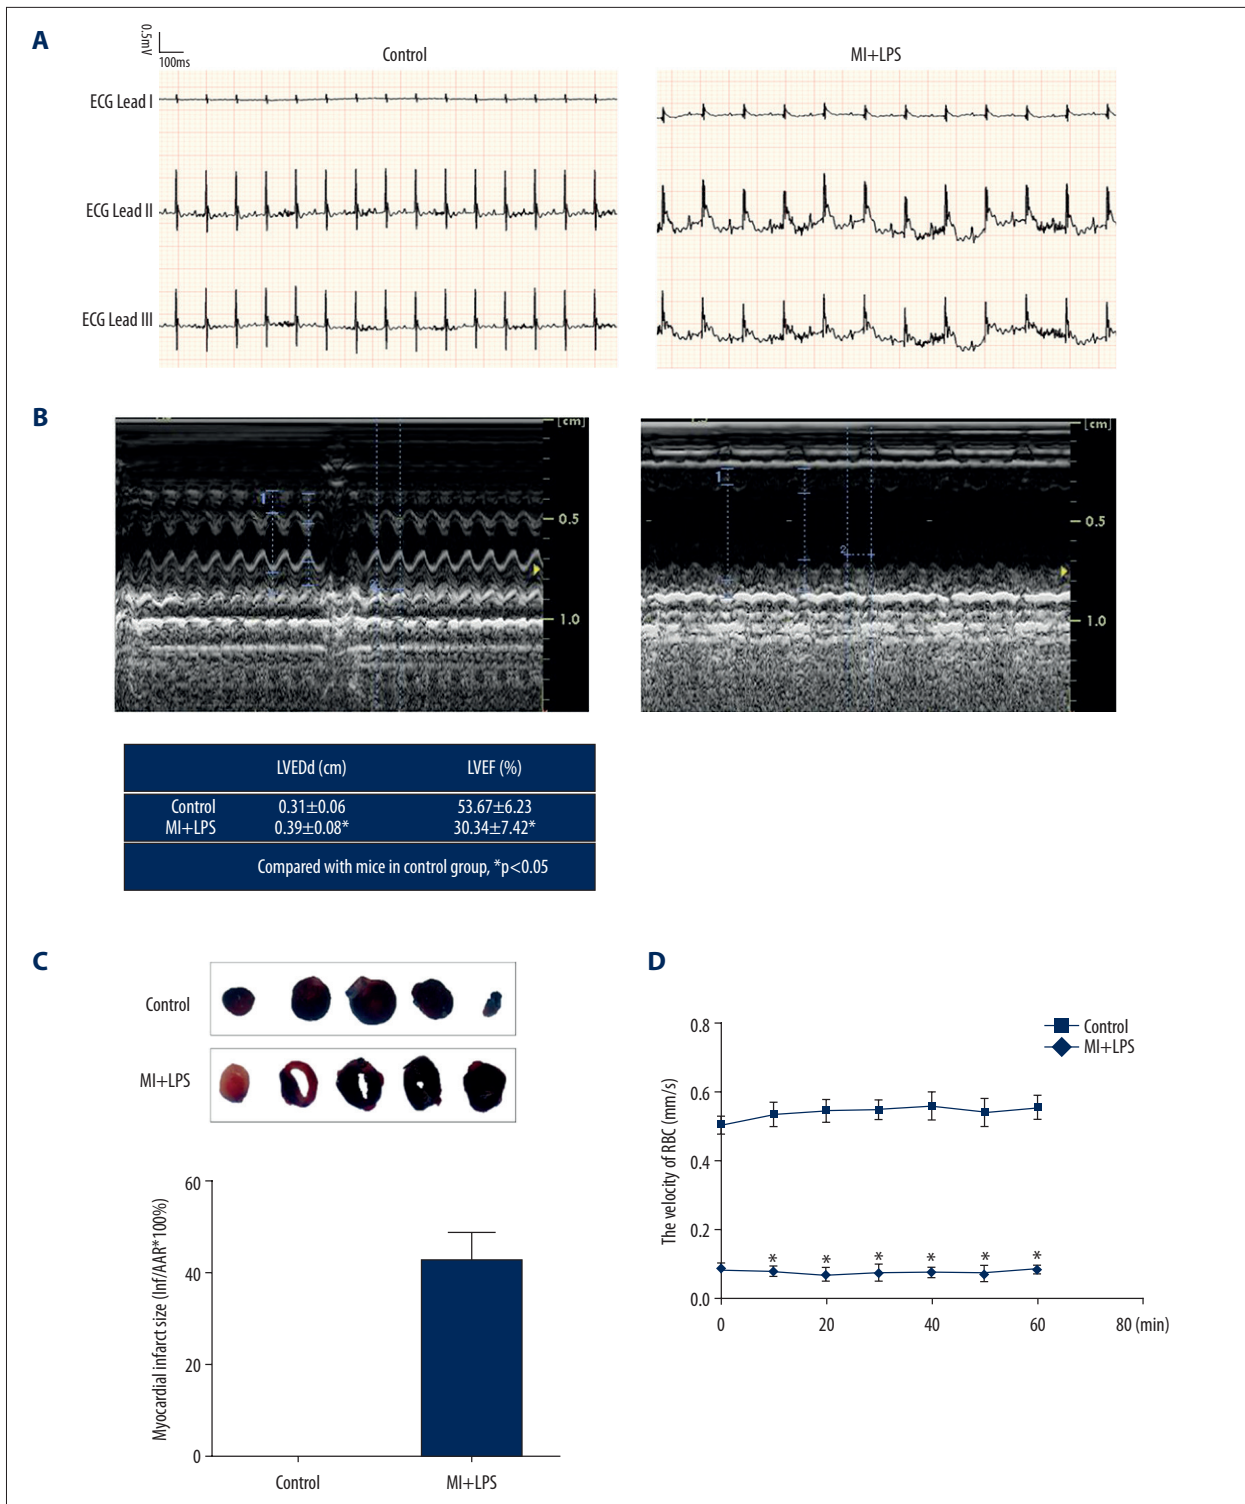 A
0.5mV
100ms
Control
MI+LPS
ECG Lead I
ECG Lead II
ECG Lead III
B
[cm]
1
2
0.5
1.0
[cm]
1
2
0.5
1.0
LVEDd (cm) LVEF (%)
Control 0.31±0.06 53.67±6.23
MI+LPS 0.39±0.08* 30.34±7.42*
Compared with mice in control group, *p<0.05
C
Control
MI+LPS
Myocardial infarct size (Inf/AAR*100%)
60
40
20
0
Control MI+LPS
D
The velocity of RBC (mm/s)
0.8
0.6
0.4
0.2
0.0
Control
MI+LPS
* * * * * *
0 20 40 60 80 (min)